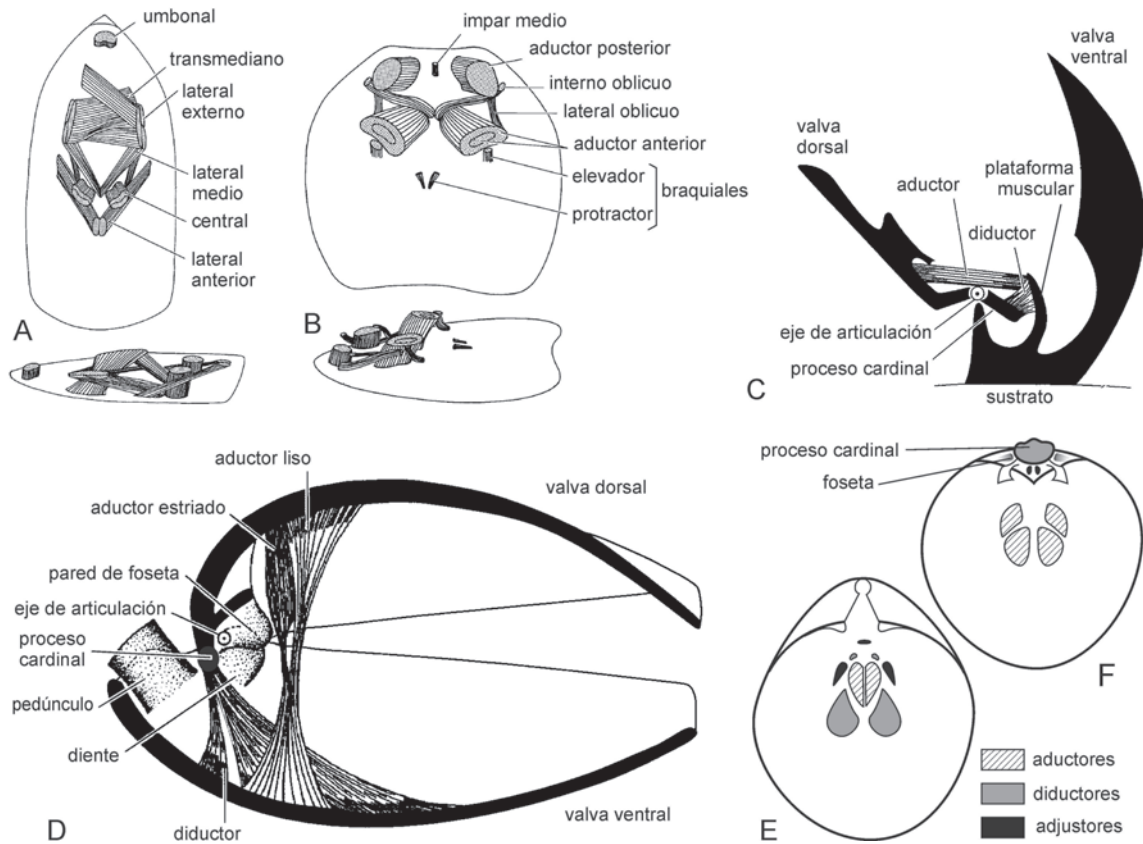 umbonal
transmediano
lateral
externo
lateral
medio
central
lateral
anterior
A
impar medio
aductor posterior
interno oblicuo
lateral oblicuo
aductor anterior
elevador
braquiales
protractor
B
valva
ventral
valva
dorsal
plataforma
muscular
aductor
diductor
eje de articulación
proceso cardinal
sustrato
C
aductor liso
aductor estriado
valva dorsal
pared de foseta
eje de articulación
proceso
cardinal
pedúnculo
diente
diductor
valva ventral
D
proceso cardinal
foseta
F
E
aductores
diductores
adjustores